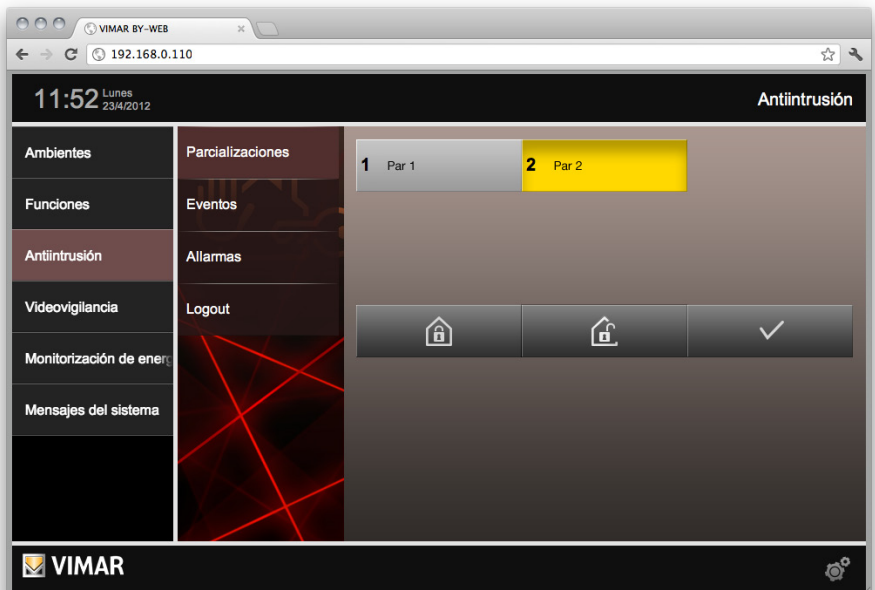 VIMAR BY-WEB
192.168.0.110
11:52 Lunes
23/4/2012
Antiintrusión
Ambientes
Funciones
Antiintrusión
Videovigilancia
Monitorización de energ
Mensajes del sistema
Parcializaciones
Eventos
Allarmas
Logout
1 Par 1
2 Par 2
VIMAR